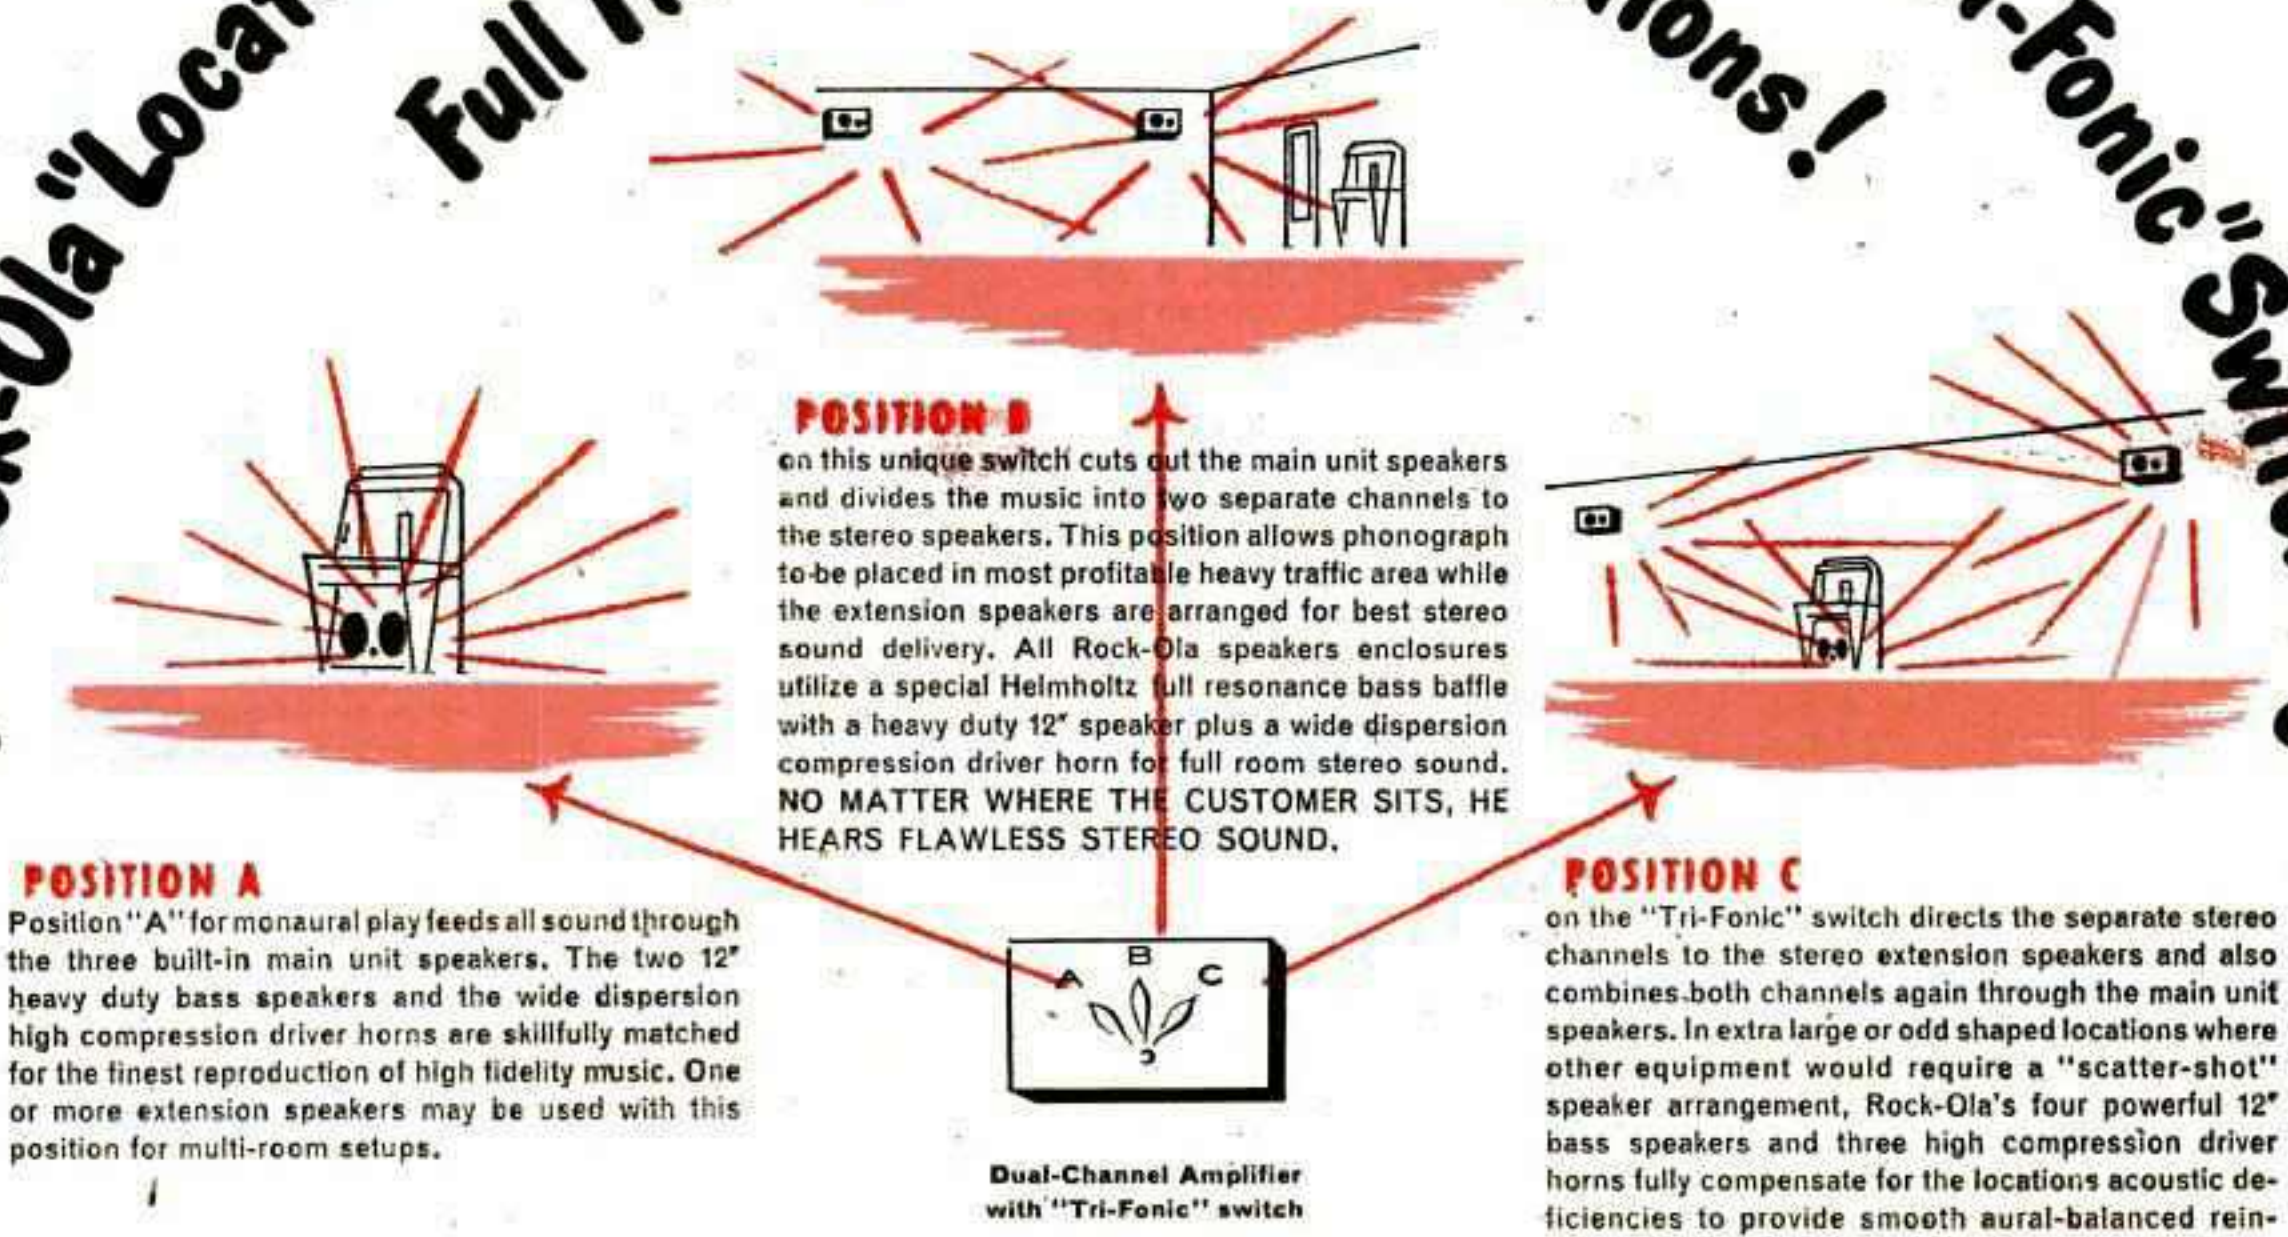 "Locat
Full
ions!
i-Fonic"
-Ola
POSITION B
on this unique switch cuts out the main unit speakers
and divides the music into two separate channels to
the stereo speakers. This position allows phonograph
to be placed in most profitable heavy traffic area while
the extension speakers are arranged for best stereo
sound delivery. All Rock-Ola speakers enclosures
utilize a special Helmholtz full resonance bass baffle
with a heavy duty 12" speaker plus a wide dispersion
compression driver horn for full room stereo sound.
NO MATTER WHERE THE CUSTOMER SITS, HE
HEARS FLAWLESS STEREO SOUND.
POSITION A
Position "A" for monaural play feeds all sound through
the three built-in main unit speakers. The two 12"
heavy duty bass speakers and the wide dispersion
high compression driver horns are skillfully matched
for the finest reproduction of high fidelity music. One
or more extension speakers may be used with this
position for multi-room setups.
A B C
Dual-Channel Amplifier
with "Tri-Fonic" switch
POSITION C
on the "Tri-Fonic" switch directs the separate stereo
channels to the stereo extension speakers and also
combines both channels again through the main unit
speakers. In extra large or odd shaped locations where
other equipment would require a "scatter-shot"
speaker arrangement, Rock-Ola's four powerful 12"
bass speakers and three high compression driver
horns fully compensate for the locations acoustic de-
ficiencies to provide smooth aural-balanced rein-